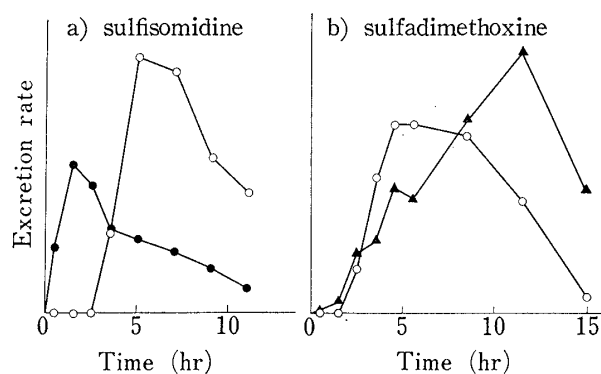 a) sulfisomidine
b) sulfadimethoxine
Excretion rate
0 5 10
0 5 10 15
Time (hr)
Time (hr)